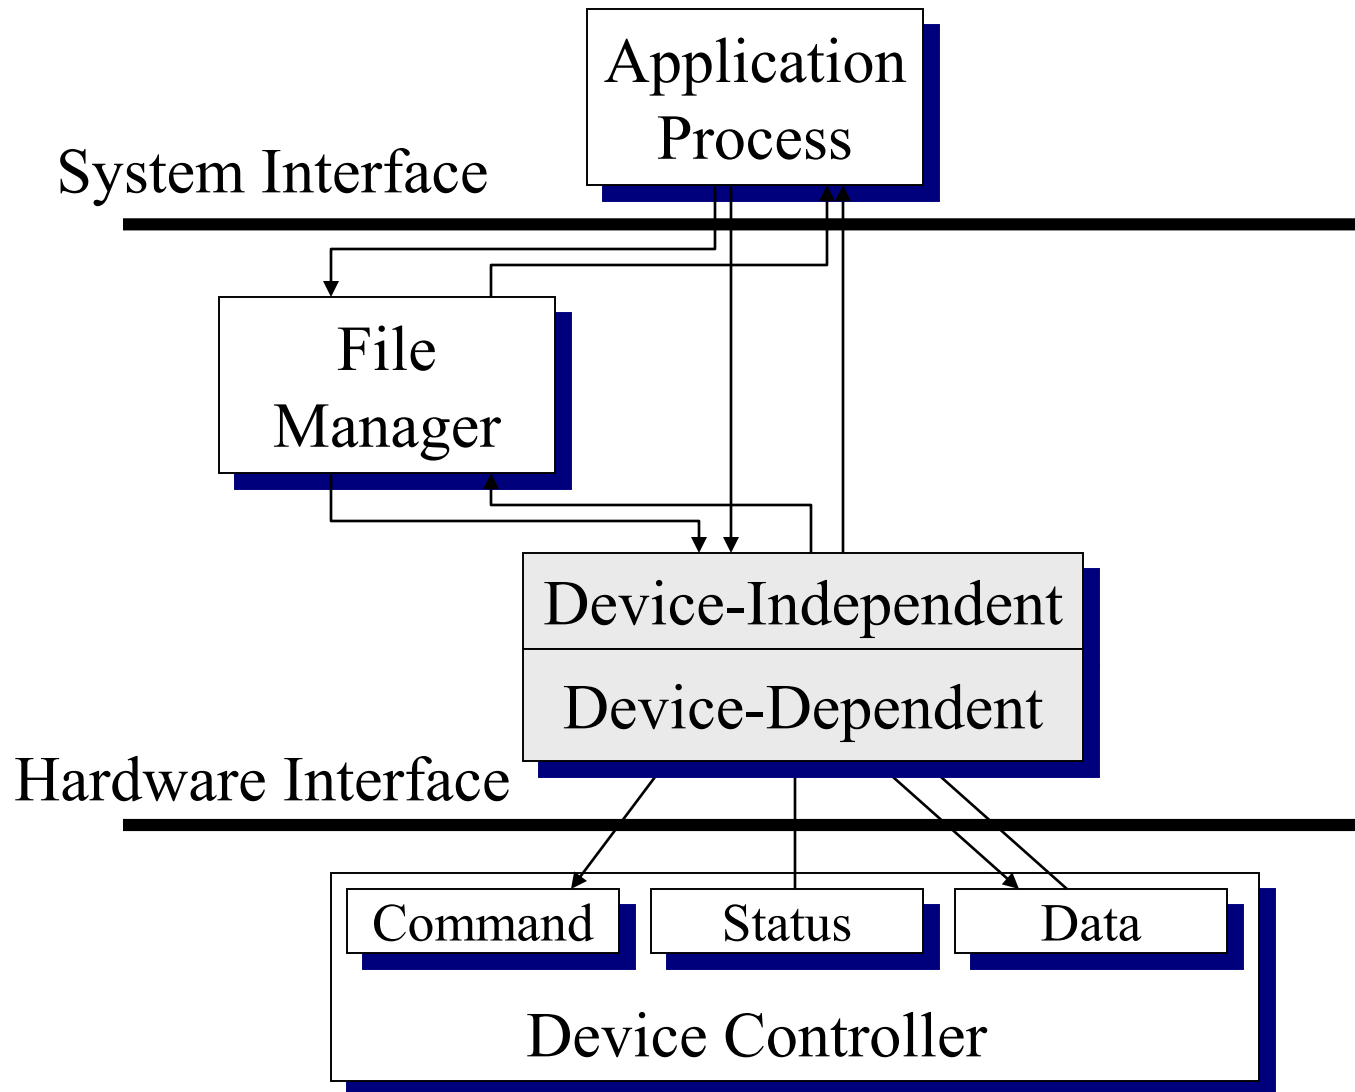 Application
Process
System Interface
File
Manager
Device-Independent
Device-Dependent
Hardware Interface
Command
Status
Data
Device Controller